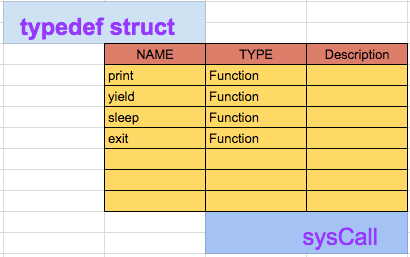 typedef struct
NAME TYPE Description
print Function
yield Function
sleep Function
exit Function
sysCall